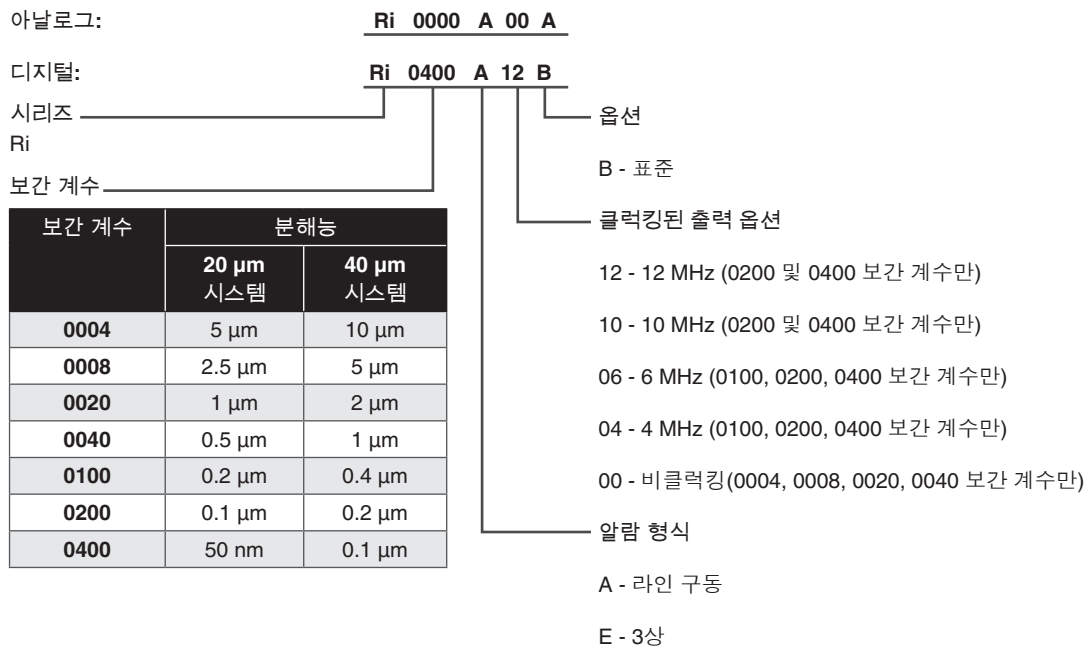 아날로그: Ri 0000 A 00 A
디지털: Ri 0400 A 12 B
시리즈
Ri
보간 계수
보간 계수 분해능
20 µm 시스템 40 µm 시스템
0004 5 µm 10 µm
0008 2.5 µm 5 µm
0020 1 µm 2 µm
0040 0.5 µm 1 µm
0100 0.2 µm 0.4 µm
0200 0.1 µm 0.2 µm
0400 50 nm 0.1 µm
옵션
B - 표준
클럭킹된 출력 옵션
12 - 12 MHz (0200 및 0400 보간 계수만)
10 - 10 MHz (0200 및 0400 보간 계수만)
06 - 6 MHz (0100, 0200, 0400 보간 계수만)
04 - 4 MHz (0100, 0200, 0400 보간 계수만)
00 - 비클럭킹(0004, 0008, 0020, 0040 보간 계수만)
알람 형식
A - 라인 구동
E - 3상